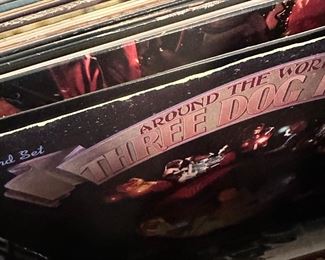 AROUND THE WOR
THREE DOG
nd Set